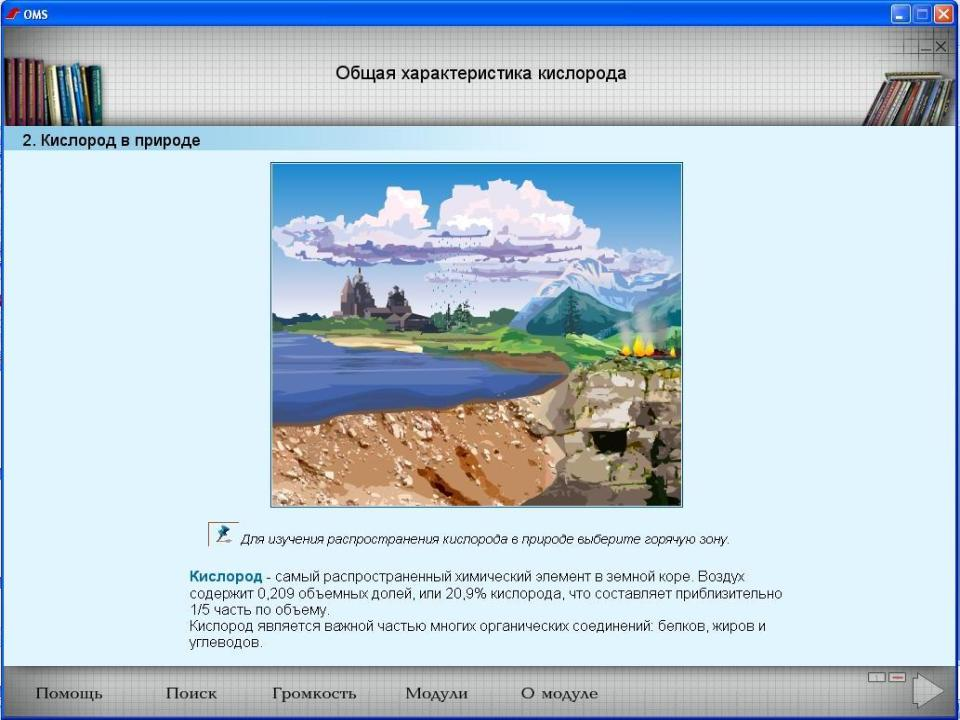 OMS
Общая характеристика кислорода
2. Кислород в природе
Для изучения распространения кислорода в природе выберите горячую зону.
Кислород - самый распространенный химический элемент в земной коре. Воздух
содержит 0,209 объемных долей, или 20,9% кислорода, что составляет приблизительно
1/5 часть по объему.
Кислород является важной частью многих органических соединений: белков, жиров и
углеводов.
Помощь Поиск Громкость Модули О модуле